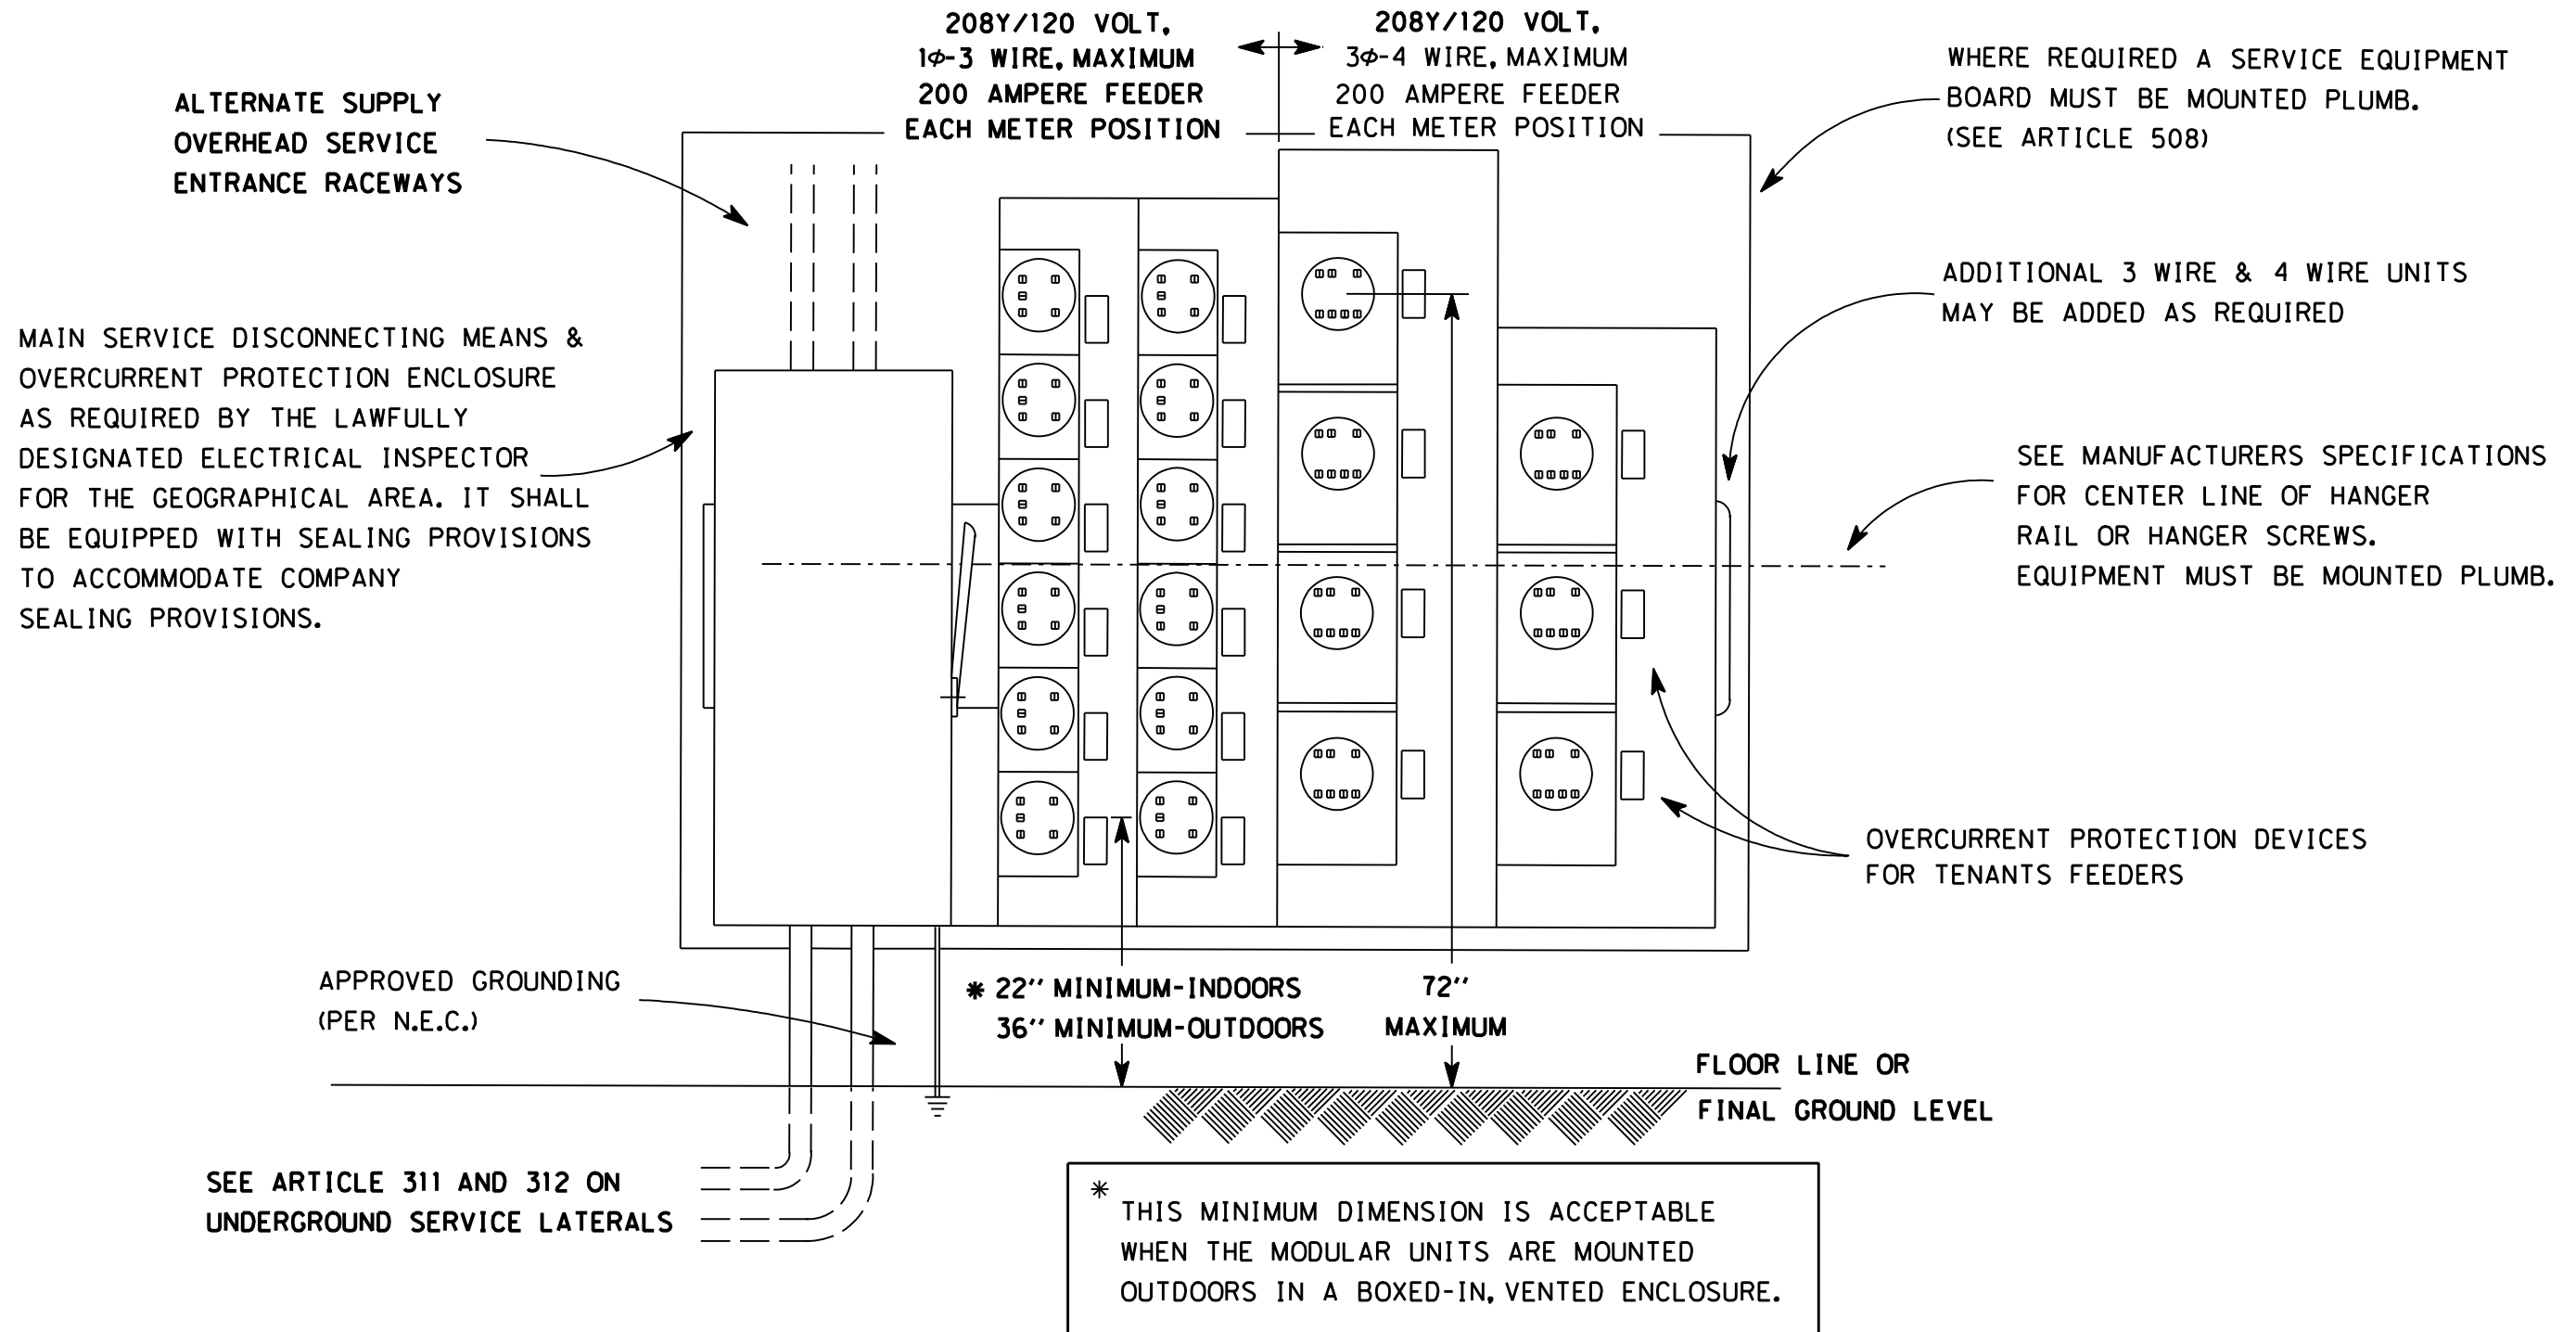 208Y/120 VOLT,
1φ-3 WIRE, MAXIMUM
200 AMPERE FEEDER
EACH METER POSITION
208Y/120 VOLT,
3φ-4 WIRE, MAXIMUM
200 AMPERE FEEDER
EACH METER POSITION
WHERE REQUIRED A SERVICE EQUIPMENT
BOARD MUST BE MOUNTED PLUMB.
(SEE ARTICLE 508)
ALTERNATE SUPPLY
OVERHEAD SERVICE
ENTRANCE RACEWAYS
ADDITIONAL 3 WIRE & 4 WIRE UNITS
MAY BE ADDED AS REQUIRED
MAIN SERVICE DISCONNECTING MEANS &
OVERCURRENT PROTECTION ENCLOSURE
AS REQUIRED BY THE LAWFULLY
DESIGNATED ELECTRICAL INSPECTOR
FOR THE GEOGRAPHICAL AREA. IT SHALL
BE EQUIPPED WITH SEALING PROVISIONS
TO ACCOMMODATE COMPANY
SEALING PROVISIONS.
SEE MANUFACTURERS SPECIFICATIONS
FOR CENTER LINE OF HANGER
RAIL OR HANGER SCREWS.
EQUIPMENT MUST BE MOUNTED PLUMB.
OVERCURRENT PROTECTION DEVICES
FOR TENANTS FEEDERS
APPROVED GROUNDING
(PER N.E.C.)
* 22'' MINIMUM-INDOORS
36'' MINIMUM-OUTDOORS
72''
MAXIMUM
FLOOR LINE OR
FINAL GROUND LEVEL
SEE ARTICLE 311 AND 312 ON
UNDERGROUND SERVICE LATERALS
*
THIS MINIMUM DIMENSION IS ACCEPTABLE
WHEN THE MODULAR UNITS ARE MOUNTED
OUTDOORS IN A BOXED-IN, VENTED ENCLOSURE.